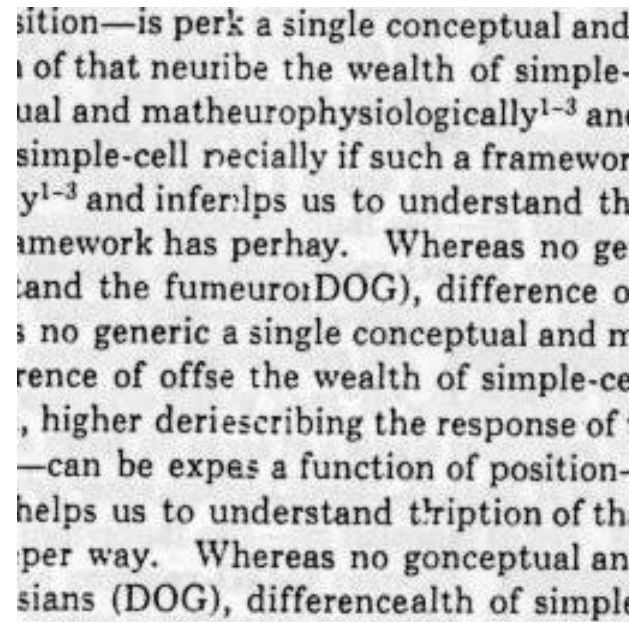 sition—is perk a single conceptual and
of that neuribe the wealth of simple-
ual and matheurophysiologically¹⁻³ and
simple-cell necially if such a framewor
y¹⁻³ and inferlps us to understand th
amework has perhay. Whereas no ge
and the fumeuroiDOG), difference o
s no generic a single conceptual and m
rence of offse the wealth of simple-ce
, higher deriescribing the response of
—can be expes a function of position-
helps us to understand thription of th
per way. Whereas no gonceptual an
sians (DOG), differencealth of simple